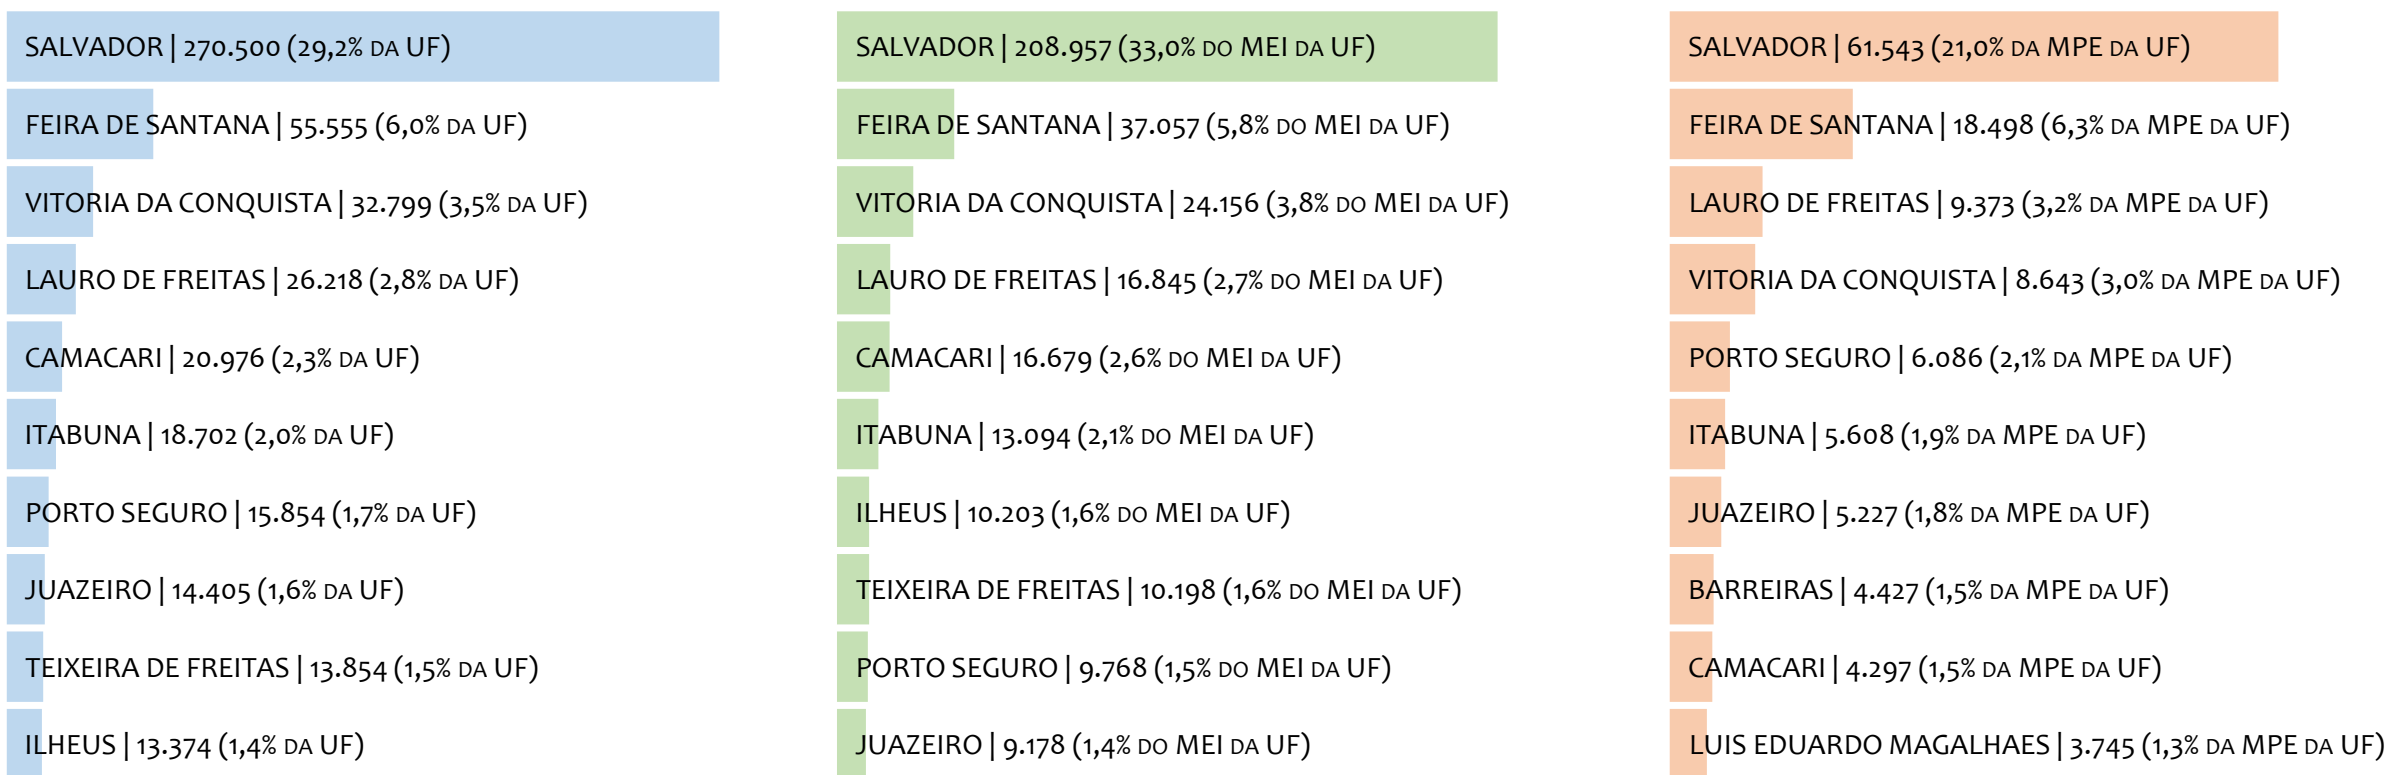 SALVADOR | 270.500 (29,2% DA UF)
FEIRA DE SANTANA | 55.555 (6,0% DA UF)
VITORIA DA CONQUISTA | 32.799 (3,5% DA UF)
LAURO DE FREITAS | 26.218 (2,8% DA UF)
CAMACARI | 20.976 (2,3% DA UF)
ITABUNA | 18.702 (2,0% DA UF)
PORTO SEGURO | 15.854 (1,7% DA UF)
JUAZEIRO | 14.405 (1,6% DA UF)
TEIXEIRA DE FREITAS | 13.854 (1,5% DA UF)
ILHEUS | 13.374 (1,4% DA UF)
SALVADOR | 208.957 (33,0% DO MEI DA UF)
FEIRA DE SANTANA | 37.057 (5,8% DO MEI DA UF)
VITORIA DA CONQUISTA | 24.156 (3,8% DO MEI DA UF)
LAURO DE FREITAS | 16.845 (2,7% DO MEI DA UF)
CAMACARI | 16.679 (2,6% DO MEI DA UF)
ITABUNA | 13.094 (2,1% DO MEI DA UF)
ILHEUS | 10.203 (1,6% DO MEI DA UF)
TEIXEIRA DE FREITAS | 10.198 (1,6% DO MEI DA UF)
PORTO SEGURO | 9.768 (1,5% DO MEI DA UF)
JUAZEIRO | 9.178 (1,4% DO MEI DA UF)
SALVADOR | 61.543 (21,0% DA MPE DA UF)
FEIRA DE SANTANA | 18.498 (6,3% DA MPE DA UF)
LAURO DE FREITAS | 9.373 (3,2% DA MPE DA UF)
VITORIA DA CONQUISTA | 8.643 (3,0% DA MPE DA UF)
PORTO SEGURO | 6.086 (2,1% DA MPE DA UF)
ITABUNA | 5.608 (1,9% DA MPE DA UF)
JUAZEIRO | 5.227 (1,8% DA MPE DA UF)
BARREIRAS | 4.427 (1,5% DA MPE DA UF)
CAMACARI | 4.297 (1,5% DA MPE DA UF)
LUIS EDUARDO MAGALHAES | 3.745 (1,3% DA MPE DA UF)